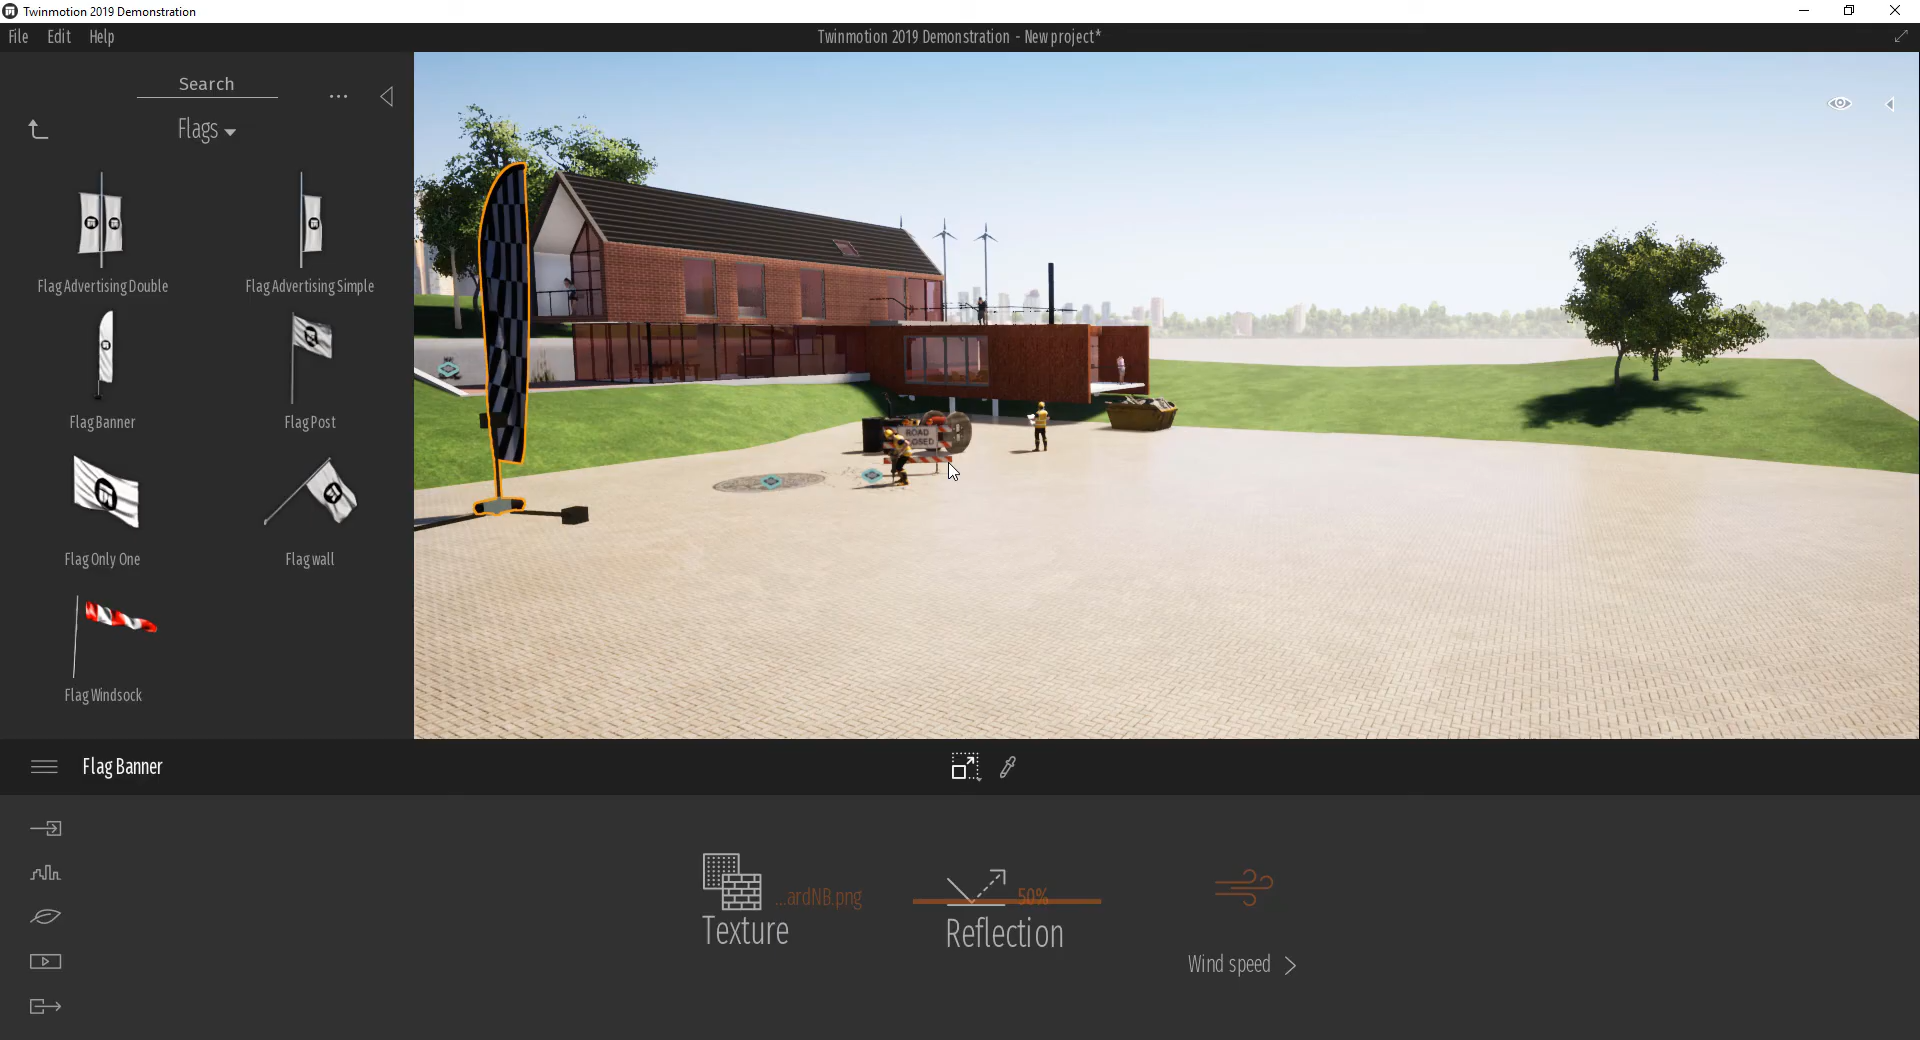 Twinmotion 2019 Demonstration
File Edit Help
Twinmotion 2019 Demonstration - New project*
Search
...
Flags
Flag Advertising Double
Flag Advertising Simple
Flag Banner
Flag Post
Flag Only One
Flag wall
Flag Windsock
ROAD
CLOSED
Flag Banner
...ardNB.png
Texture
50%
Reflection
Wind speed